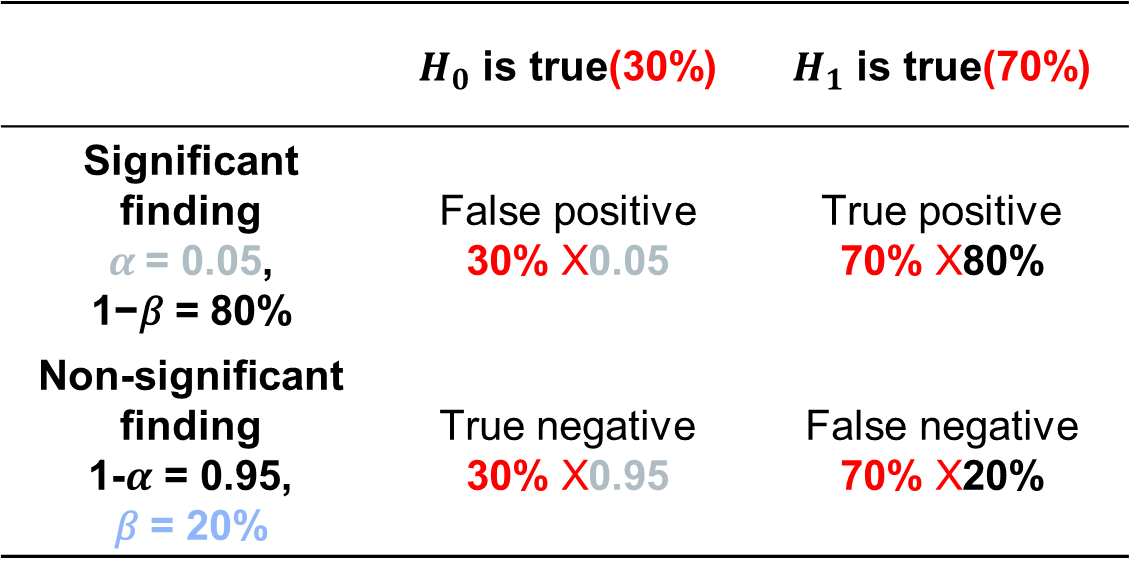 H₀ is true(30%) H₁ is true(70%)
Significant
finding
α = 0.05,
1−β = 80%
False positive
30% X0.05
True positive
70% X80%
Non-significant
finding
1-α = 0.95,
β = 20%
True negative
30% X0.95
False negative
70% X20%